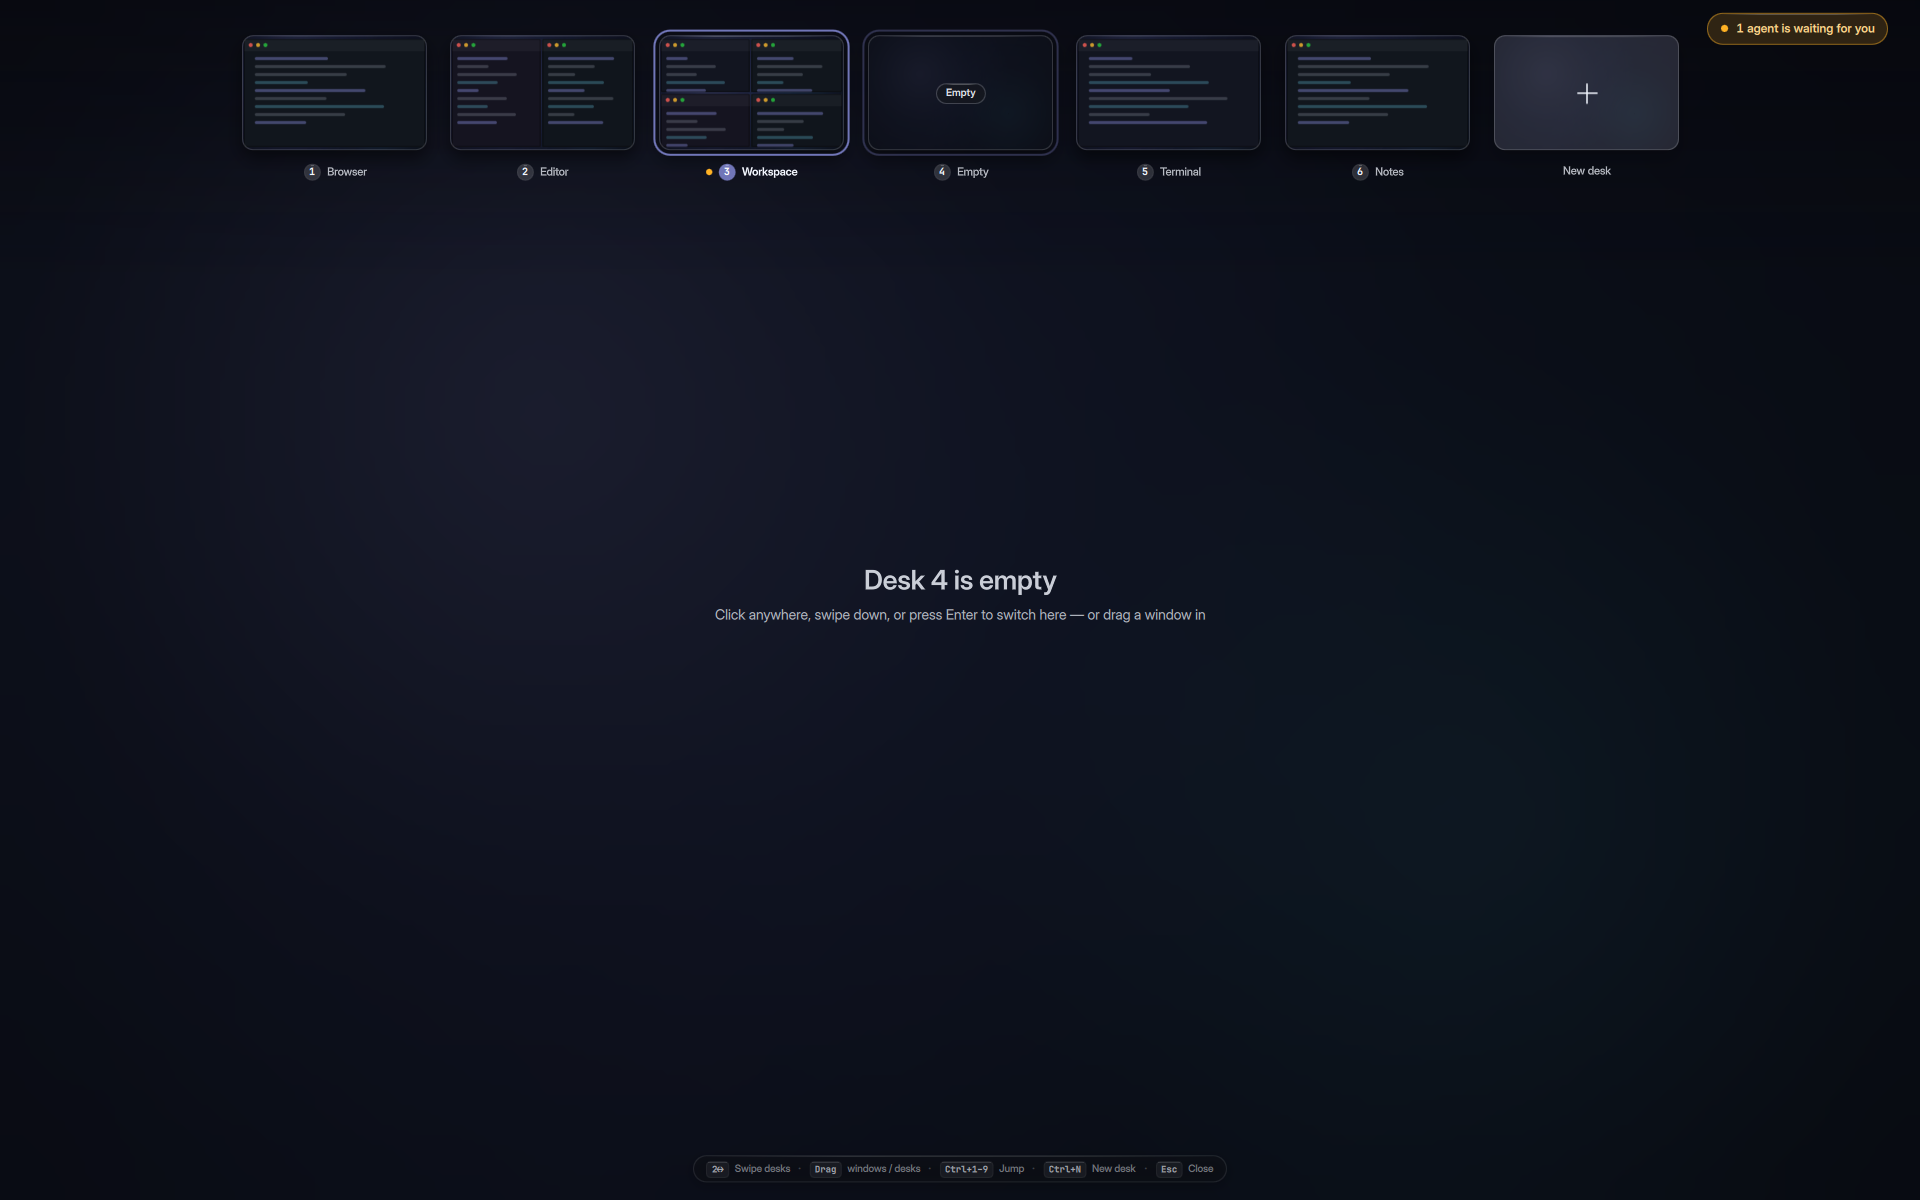 1 agent is waiting for you
Empty
1 Browser
2 Editor
3 Workspace
4 Empty
5 Terminal
6 Notes
New desk
Desk 4 is empty
Click anywhere, swipe down, or press Enter to switch here — or drag a window in
2↔ Swipe desks · Drag windows / desks · Ctrl+1–9 Jump · Ctrl+N New desk · Esc Close